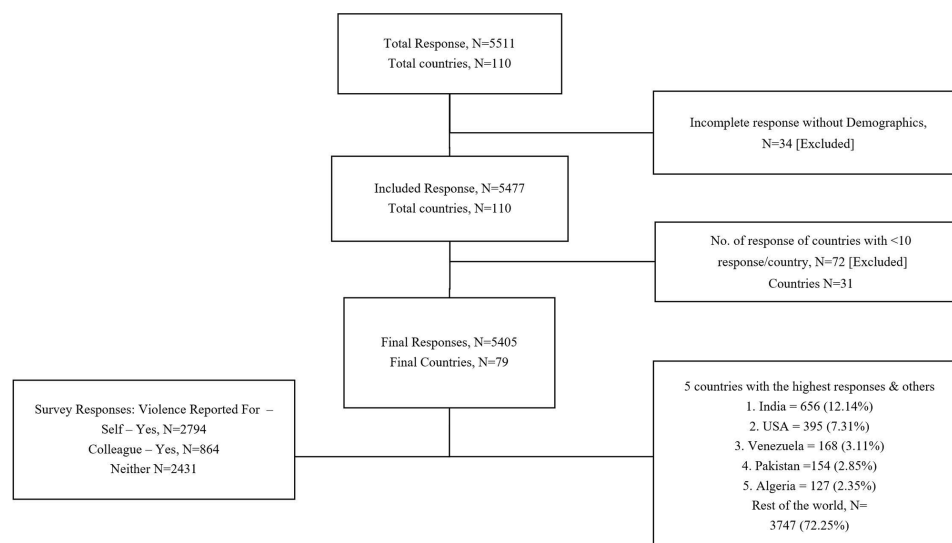 Total Response, N=5511
Total countries, N=110
Incomplete response without Demographics,
N=34 [Excluded]
Included Response, N=5477
Total countries, N=110
No. of response of countries with <10
response/country, N=72 [Excluded]
Countries N=31
Final Responses, N=5405
Final Countries, N=79
Survey Responses: Violence Reported For –
Self – Yes, N=2794
Colleague – Yes, N=864
Neither N=2431
5 countries with the highest responses & others
1. India = 656 (12.14%)
2. USA = 395 (7.31%)
3. Venezuela = 168 (3.11%)
4. Pakistan =154 (2.85%)
5. Algeria = 127 (2.35%)
Rest of the world, N=
3747 (72.25%)